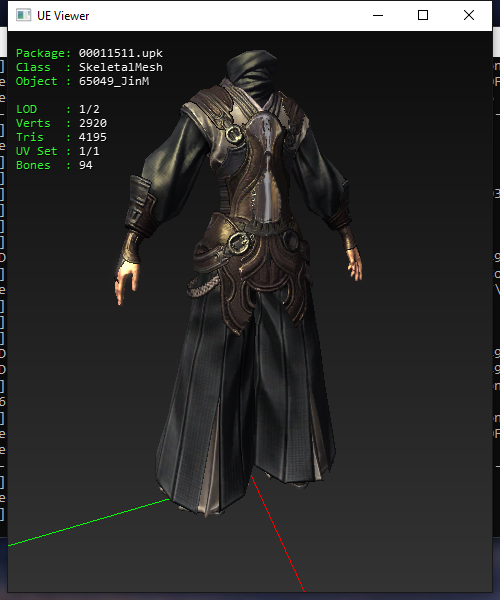 UE Viewer
Package: 00011511.upk
Class : SkeletalMesh
Object : 65049_JinM
LOD : 1/2
Verts : 2920
Tris : 4195
UV Set : 1/1
Bones : 94